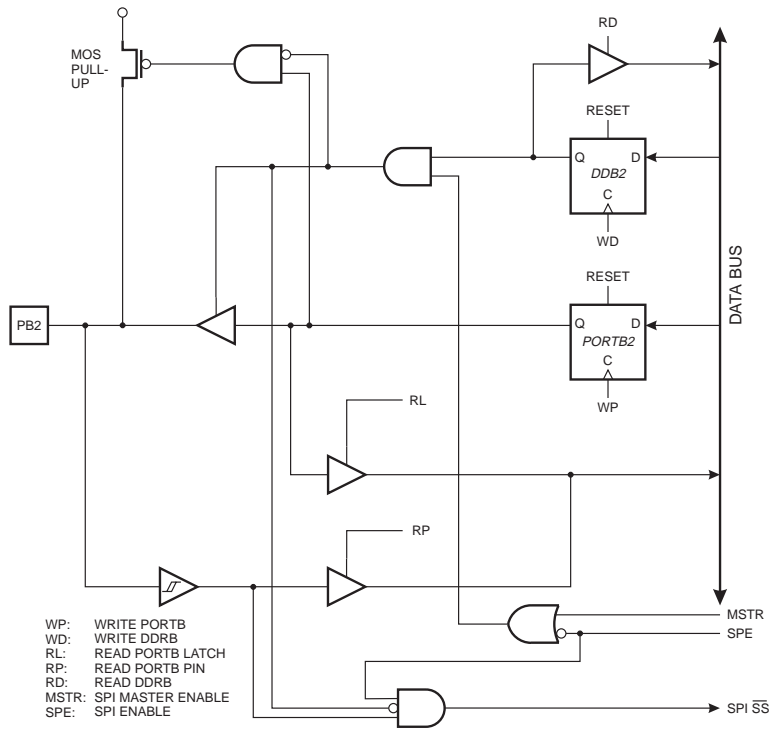 RD
MOS
PULL-
UP
RESET
Q D
DDB2
C
WD
DATA BUS
RESET
PB2
Q D
PORTB2
C
WP
RL
RP
WP: WRITE PORTB
WD: WRITE DDRB
RL: READ PORTB LATCH
RP: READ PORTB PIN
RD: READ DDRB
MSTR: SPI MASTER ENABLE
SPE: SPI ENABLE
MSTR
SPE
SPI S̅S̅